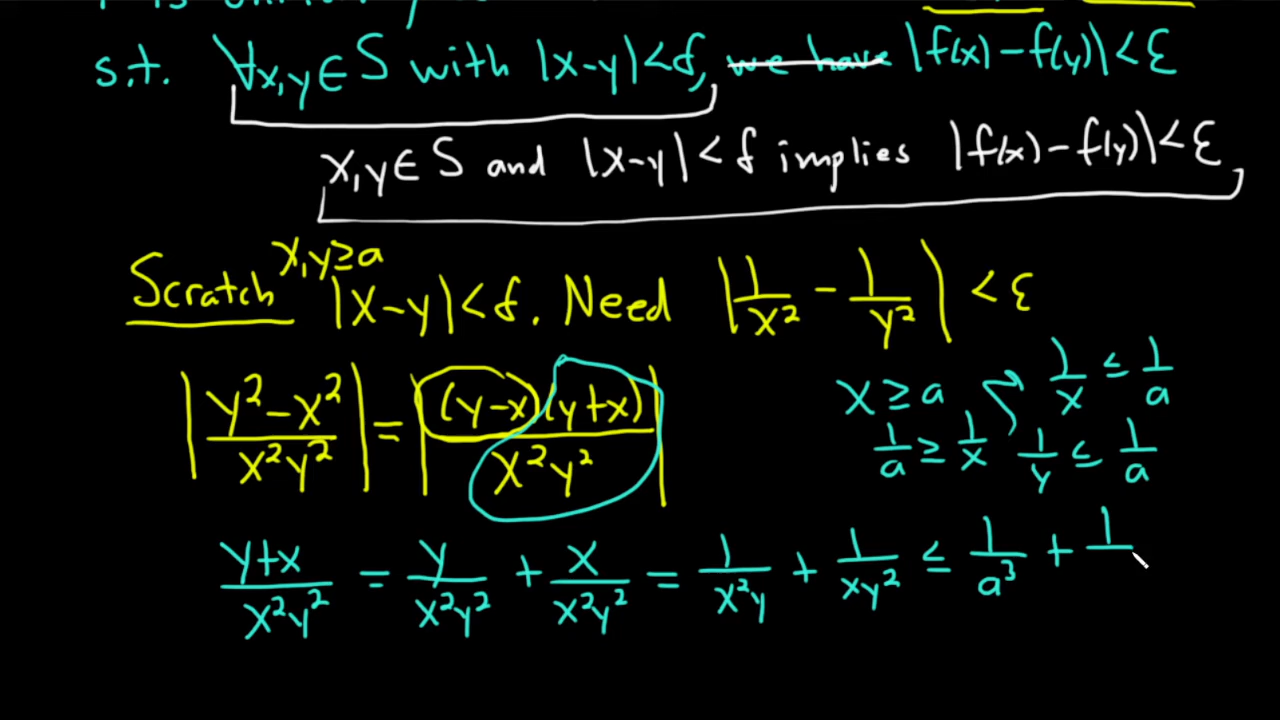 s.t. ∀x,y∈S with |x-y|<δ, we have |f(x)-f(y)|<ε
x,y∈S and |x-y|<δ implies |f(x)-f(y)|<ε
Scratch x,y≥a
|x-y|<δ. Need |1/x² - 1/y²| < ε
|(y²-x²)/(x²y²)| = |(y-x)(y+x)/(x²y²)|
x≥a 1/x ≤ 1/a
1/a ≥ 1/x 1/y ≤ 1/a
(y+x)/(x²y²) = y/(x²y²) + x/(x²y²) = 1/(x²y) + 1/(xy²) ≤ 1/a³ + 1/